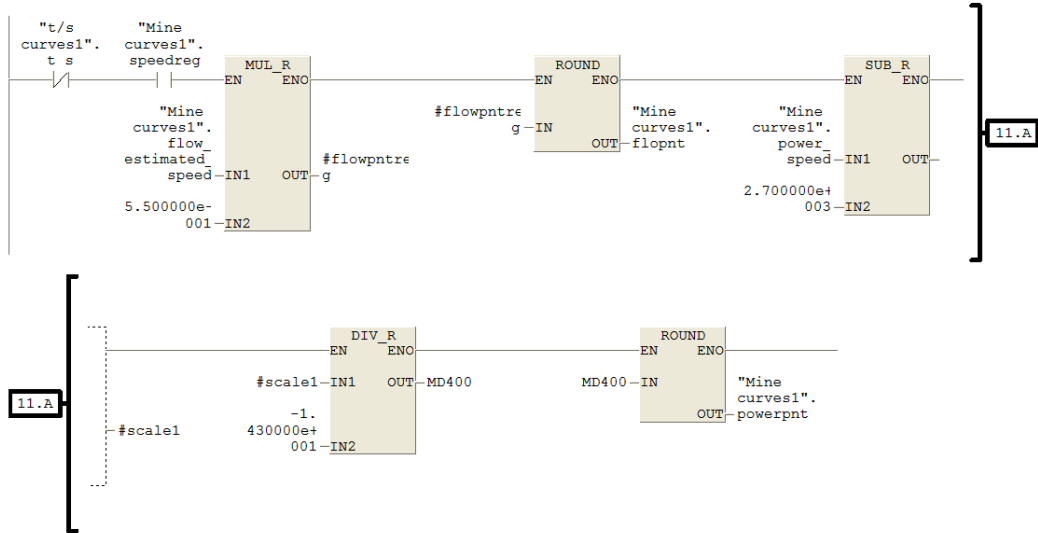 "t/s
curves1".
t s
"Mine
curves1".
speedreg
MUL_R
EN ENO
"Mine
curves1".
flow_
estimated_
speed IN1 OUT
#flowpntre
g
5.500000e-
001 IN2
ROUND
EN ENO
#flowpntre
g IN
OUT
"Mine
curves1".
flopnt
SUB_R
EN ENO
"Mine
curves1".
power_
speed IN1 OUT
2.700000e+
003 IN2
11.A
11.A
#scale1
DIV_R
EN ENO
#scale1 IN1 OUT MD400
-1.
430000e+
001 IN2
ROUND
EN ENO
MD400 IN
OUT
"Mine
curves1".
powerpnt